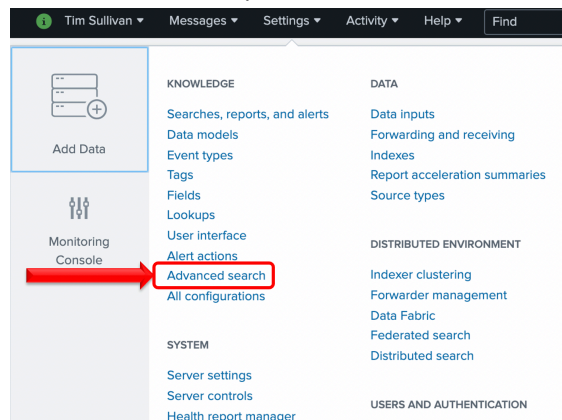 Tim Sullivan Messages Settings Activity Help Find
Add Data
Monitoring
Console
KNOWLEDGE
Searches, reports, and alerts
Data models
Event types
Tags
Fields
Lookups
User interface
Alert actions
Advanced search
All configurations
SYSTEM
Server settings
Server controls
Health report manager
DATA
Data inputs
Forwarding and receiving
Indexes
Report acceleration summaries
Source types
DISTRIBUTED ENVIRONMENT
Indexer clustering
Forwarder management
Data Fabric
Federated search
Distributed search
USERS AND AUTHENTICATION